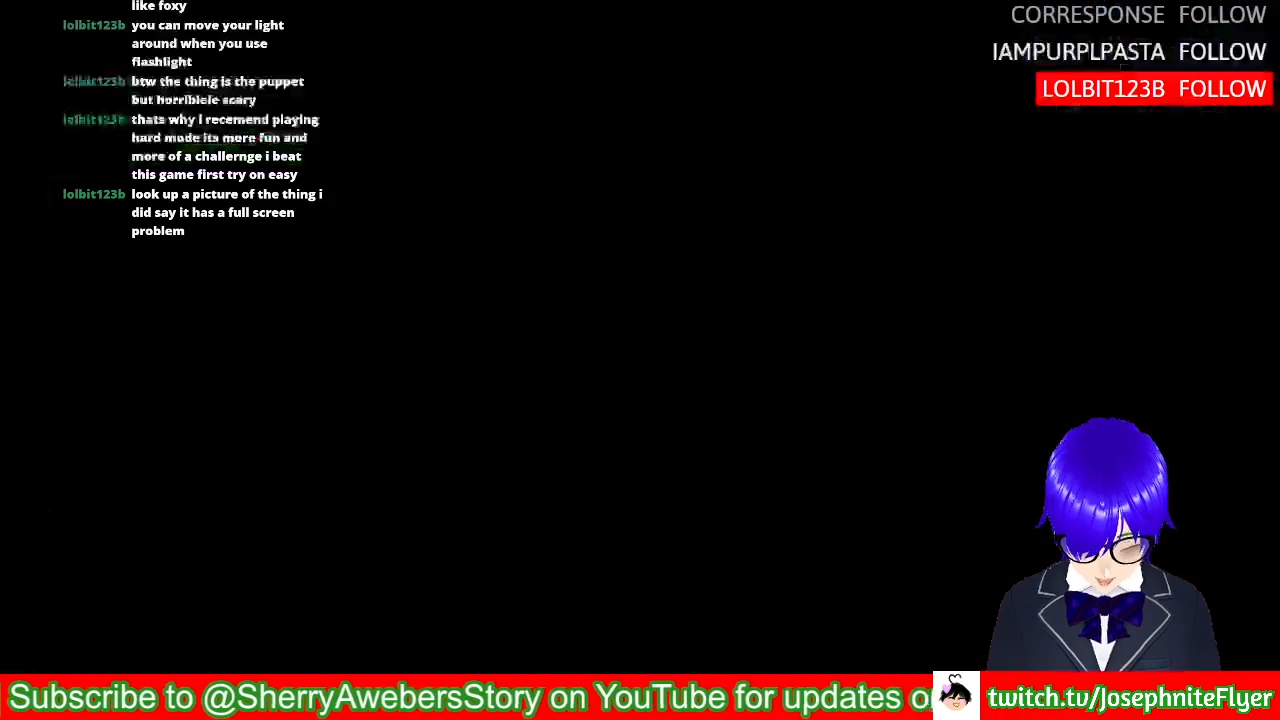 like foxy
lolbit123b you can move your light
around when you use
flashlight
lolbit123b btw the thing is the puppet
but horriblele scary
lolbit123b thats why i recemend playing
hard mode its more fun and
more of a challernge i beat
this game first try on easy
lolbit123b look up a picture of the thing i
did say it has a full screen
problem
CORRESPONSE FOLLOW
IAMPURPLPASTA FOLLOW
LOLBIT123B FOLLOW
Subscribe to @SherryAwebersStory on YouTube for updates
twitch.tv/JosephniteFlyer